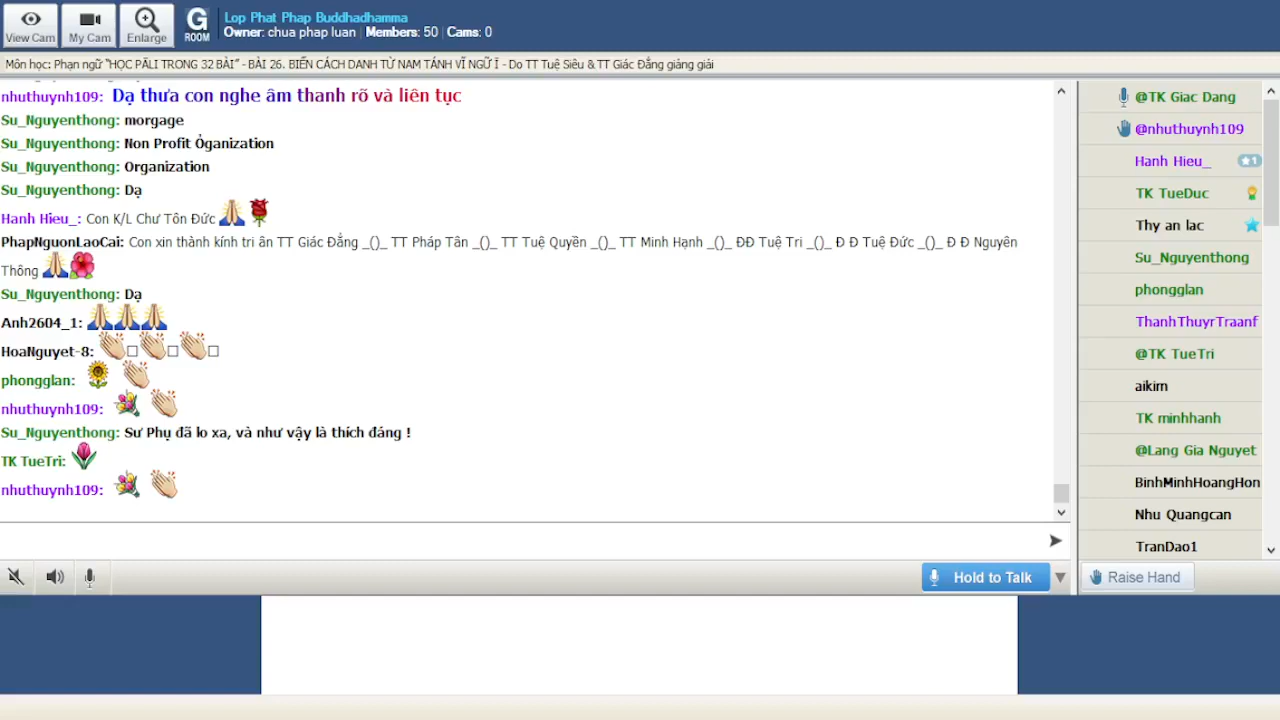 View Cam
My Cam
Enlarge
G
ROOM
Lop Phat Phap Buddhadhamma
Owner: chua phap luan | Members: 50 | Cams: 0
Môn học: Phạn ngữ "HỌC PĀLI TRONG 32 BÀI" - BÀI 26. BIẾN CÁCH DANH TỪ NAM TÁNH VĨ NGỮ Ī - Do TT Tuệ Siêu & TT Giác Đẳng giảng giải
nhuthuynh109: Dạ thưa con nghe âm thanh rõ và liên tục
Su_Nguyenthong: morgage
Su_Nguyenthong: Non Profit Ởganization
Su_Nguyenthong: Organization
Su_Nguyenthong: Dạ
Hanh Hieu_: Con K/L Chư Tôn Đức
PhapNguonLaoCai: Con xin thành kính tri ân TT Giác Đẳng _()_ TT Pháp Tân _()_ TT Tuệ Quyền _()_ TT Minh Hạnh _()_ ĐĐ Tuệ Tri _()_ Đ Đ Tuệ Đức _()_ Đ Đ Nguyên
Thông
Su_Nguyenthong: Dạ
Anh2604_1:
HoaNguyet-8:
phongglan:
nhuthuynh109:
Su_Nguyenthong: Sư Phụ đã lo xa, và như vậy là thích đáng !
TK TueTri:
nhuthuynh109:
Hold to Talk
@TK Giac Dang
@nhuthuynh109
Hanh Hieu_
★1
TK TueDuc
Thy an lac
Su_Nguyenthong
phongglan
ThanhThuyrTraanf
@TK TueTri
aikim
TK minhhanh
@Lang Gia Nguyet
BinhMinhHoangHon
Nhu Quangcan
TranDao1
Raise Hand